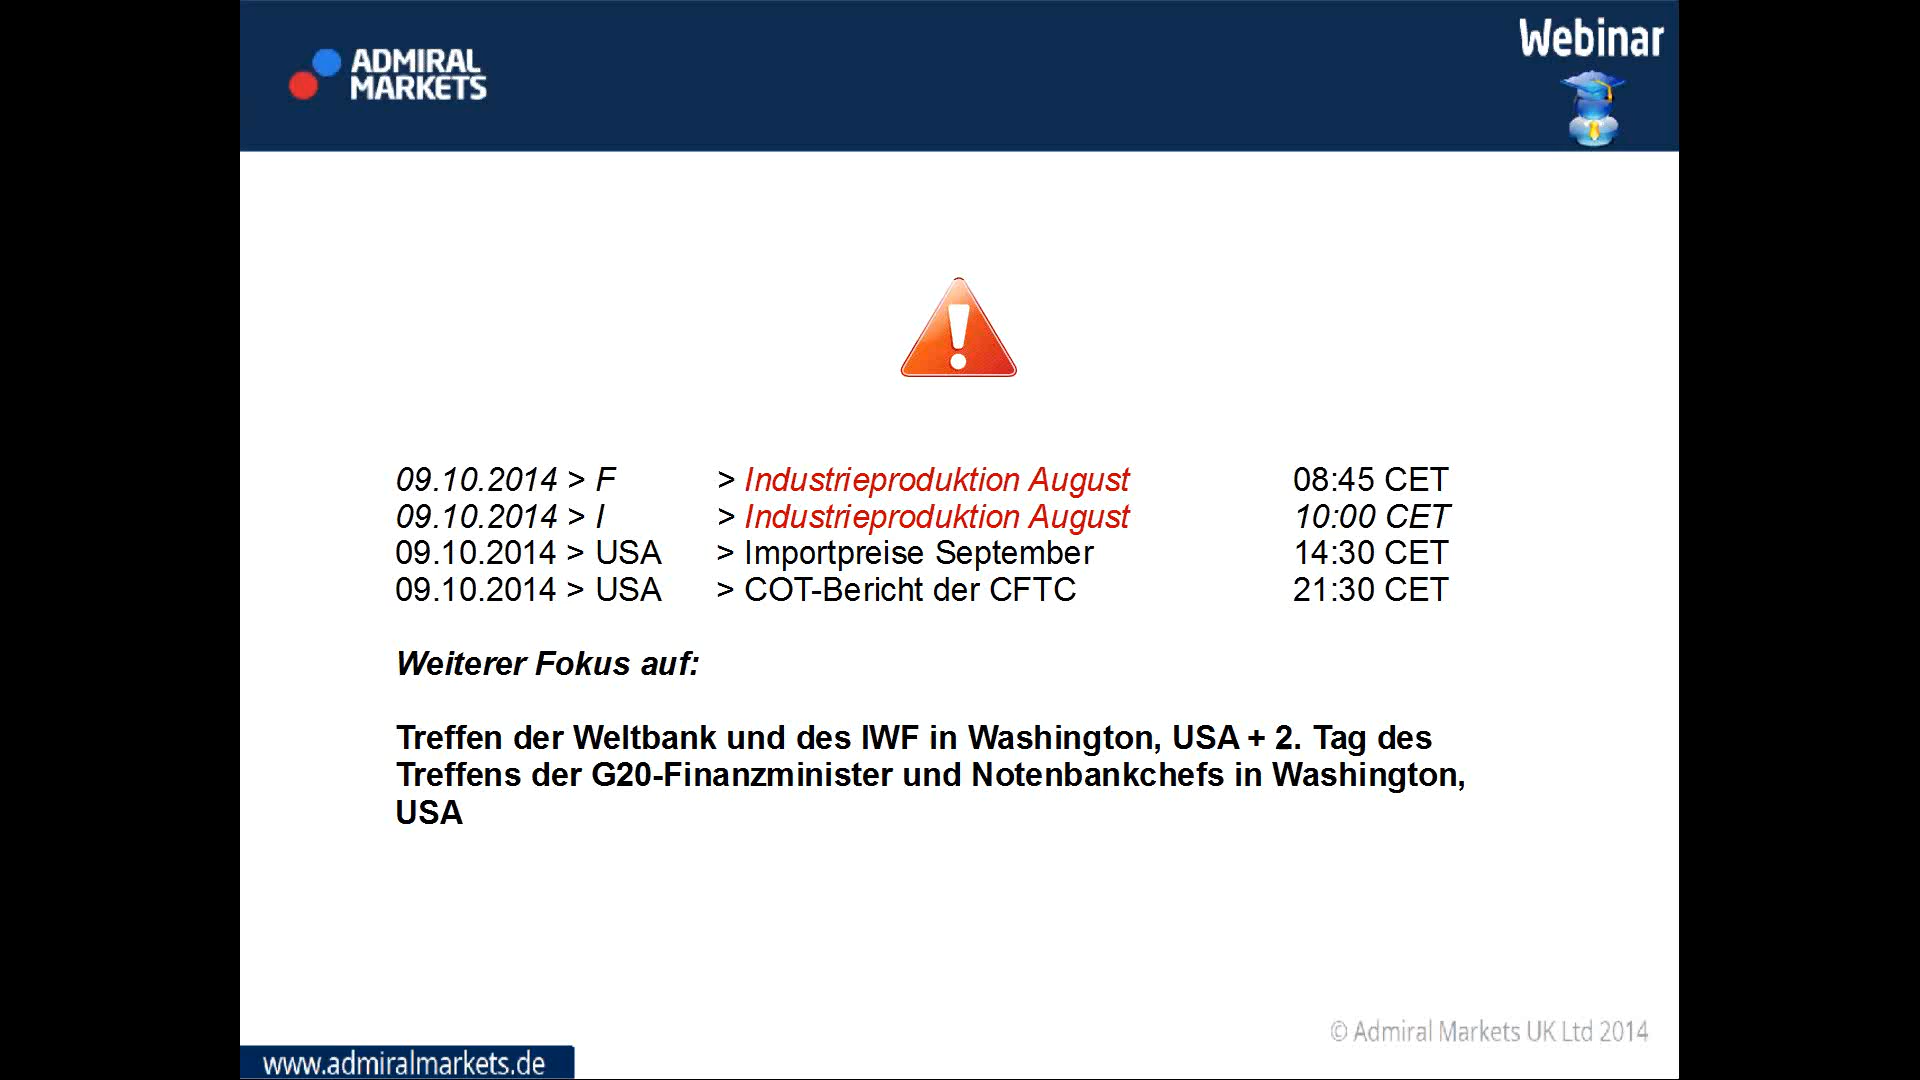 ADMIRAL
MARKETS
Webinar
09.10.2014 > F > Industrieproduktion August 08:45 CET
09.10.2014 > I > Industrieproduktion August 10:00 CET
09.10.2014 > USA > Importpreise September 14:30 CET
09.10.2014 > USA > COT-Bericht der CFTC 21:30 CET
Weiterer Fokus auf:
Treffen der Weltbank und des IWF in Washington, USA + 2. Tag des
Treffens der G20-Finanzminister und Notenbankchefs in Washington,
USA
© Admiral Markets UK Ltd 2014
www.admiralmarkets.de